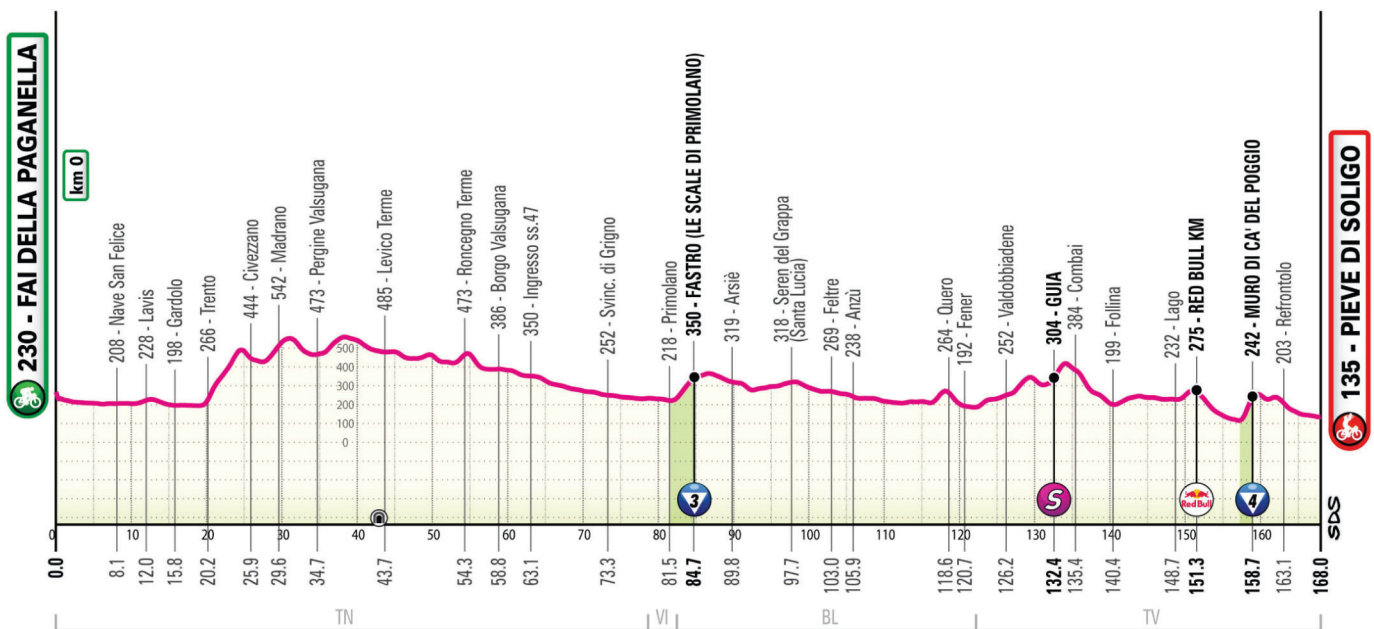 230 - FAI DELLA PAGANELLA
km 0
208 - Nave San Felice
228 - Lavis
198 - Gardolo
266 - Trento
444 - Civezzano
542 - Madrano
473 - Pergine Valsugana
485 - Levico Terme
473 - Roncegno Terme
386 - Borgo Valsugana
350 - Ingresso ss.47
252 - Svinc. di Grigno
218 - Primolano
350 - FASTRO (LE SCALE DI PRIMOLANO)
319 - Arsiè
318 - Seren del Grappa
(Santa Lucia)
269 - Feltre
238 - Anzù
264 - Quero
192 - Fener
252 - Valdobbiadene
304 - GUIA
384 - Combai
199 - Follina
232 - Lago
275 - RED BULL KM
242 - MURO DI CA' DEL POGGIO
203 - Refrontolo
135 - PIEVE DI SOLIGO
500
400
300
200
100
0
3
S
Red Bull
4
SDS
0 10 20 30 40 50 60 70 80 90 100 110 120 130 140 150 160
0.0 8.1 12.0 15.8 20.2 25.9 29.6 34.7 43.7 54.3 58.8 63.1 73.3 81.5 84.7 89.8 97.7 103.0 105.9 118.6 120.7 126.2 132.4 135.4 140.4 148.7 151.3 158.7 163.1 168.0
TN VI BL TV